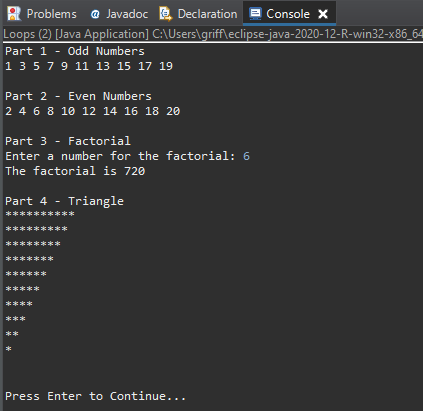 Problems @ Javadoc Declaration Console
Loops (2) [Java Application] C:\Users\griff\eclipse-java-2020-12-R-win32-x86_64
Part 1 - Odd Numbers
1 3 5 7 9 11 13 15 17 19
Part 2 - Even Numbers
2 4 6 8 10 12 14 16 18 20
Part 3 - Factorial
Enter a number for the factorial: 6
The factorial is 720
Part 4 - Triangle
**********
*********
********
*******
******
*****
****
***
**
*
Press Enter to Continue...